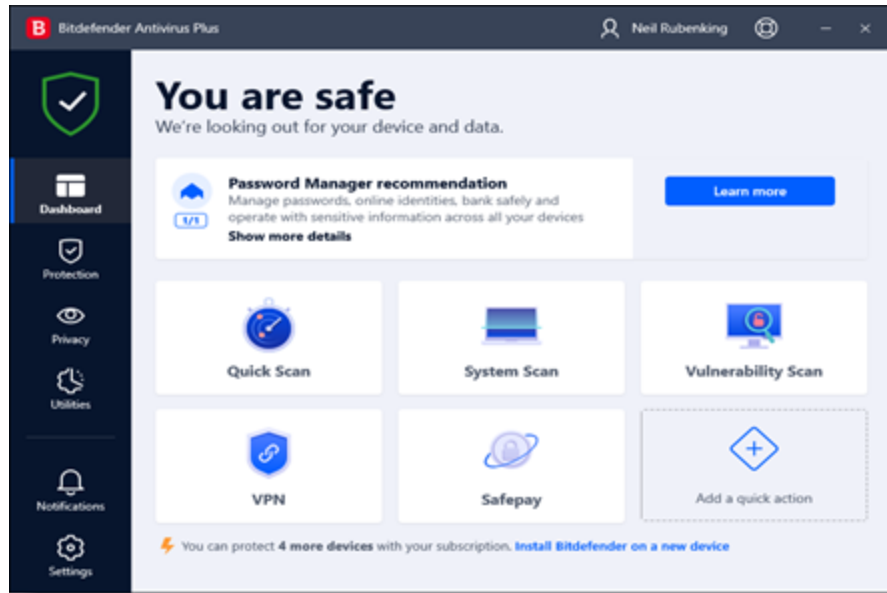 Bitdefender Antivirus Plus
Neil Rubenking
You are safe
We're looking out for your device and data.
Password Manager recommendation
Manage passwords, online identities, bank safely and
operate with sensitive information across all your devices
Show more details
1/1
Learn more
Dashboard
Protection
Privacy
Utilities
Notifications
Settings
Quick Scan
System Scan
Vulnerability Scan
VPN
Safepay
Add a quick action
You can protect 4 more devices with your subscription. Install Bitdefender on a new device